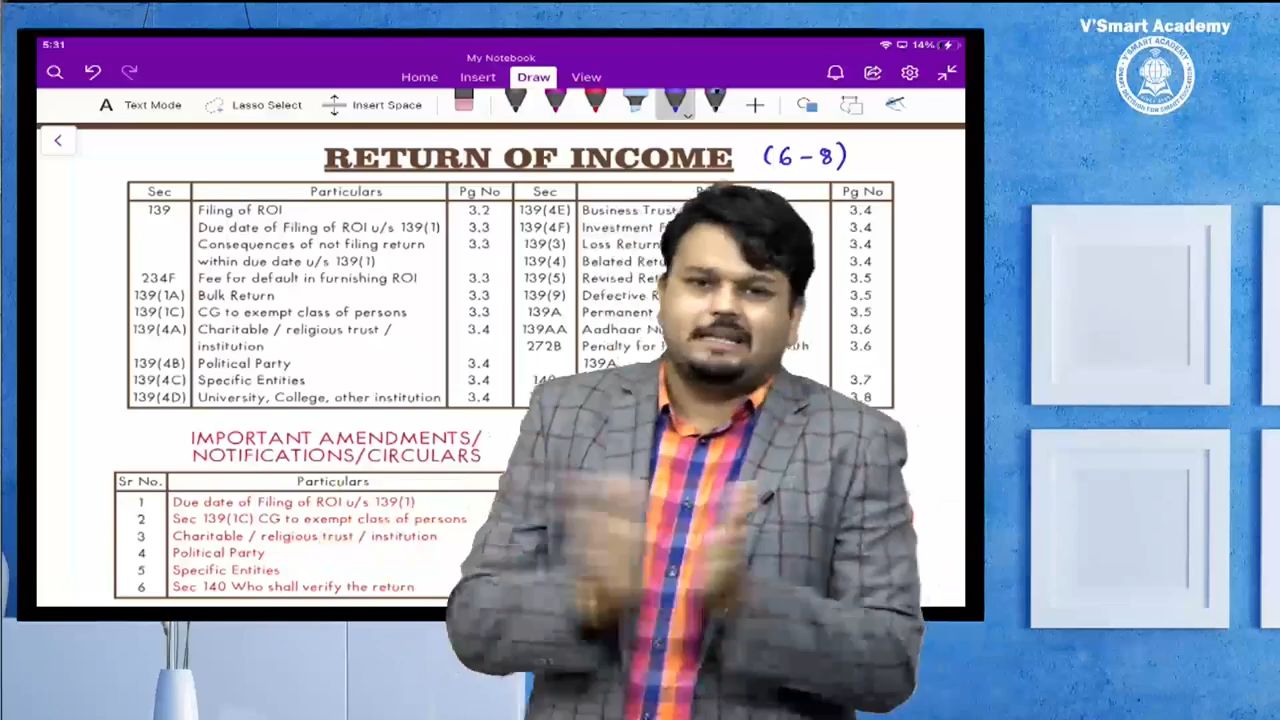 V'Smart Academy
5:31
14%
My Notebook
Home Insert Draw View
Text Mode Lasso Select Insert Space
RETURN OF INCOME (6-8)
Sec Particulars Pg No Sec Pg No
139 Filing of ROI 3.2 139(4E) Business Trust 3.4
Due date of Filing of ROI u/s 139(1) 3.3 139(4F) Investment 3.4
Consequences of not filing return 3.3 139(3) Loss Return 3.4
within due date u/s 139(1) 139(4) Belated 3.4
234F Fee for default in furnishing ROI 3.3 139(5) Revised 3.5
139(1A) Bulk Return 3.3 139(9) Defective 3.5
139(1C) CG to exempt class of persons 3.3 139A Permanent 3.5
139(4A) Charitable / religious trust / 3.4 139AA Aadhaar 3.6
institution 272B Penalty for 3.6
139(4B) Political Party 3.4 139A
139(4C) Specific Entities 3.4 3.7
139(4D) University, College, other institution 3.4 3.8
IMPORTANT AMENDMENTS/
NOTIFICATIONS/CIRCULARS
Sr No. Particulars
1 Due date of Filing of ROI u/s 139(1)
2 Sec 139(1C) CG to exempt class of persons
3 Charitable / religious trust / institution
4 Political Party
5 Specific Entities
6 Sec 140 Who shall verify the return